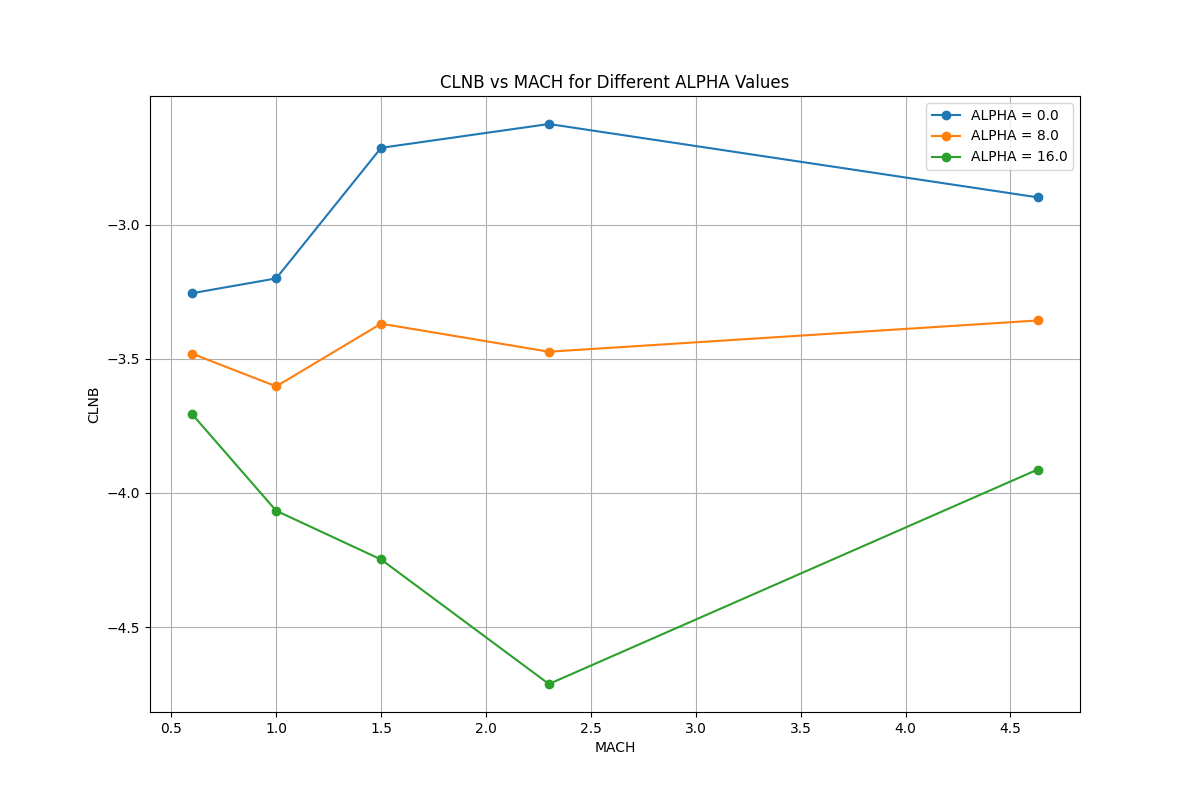 CLNB vs MACH for Different ALPHA Values
ALPHA = 0.0
ALPHA = 8.0
ALPHA = 16.0
−3.0
−3.5
−4.0
−4.5
CLNB
0.5 1.0 1.5 2.0 2.5 3.0 3.5 4.0 4.5
MACH